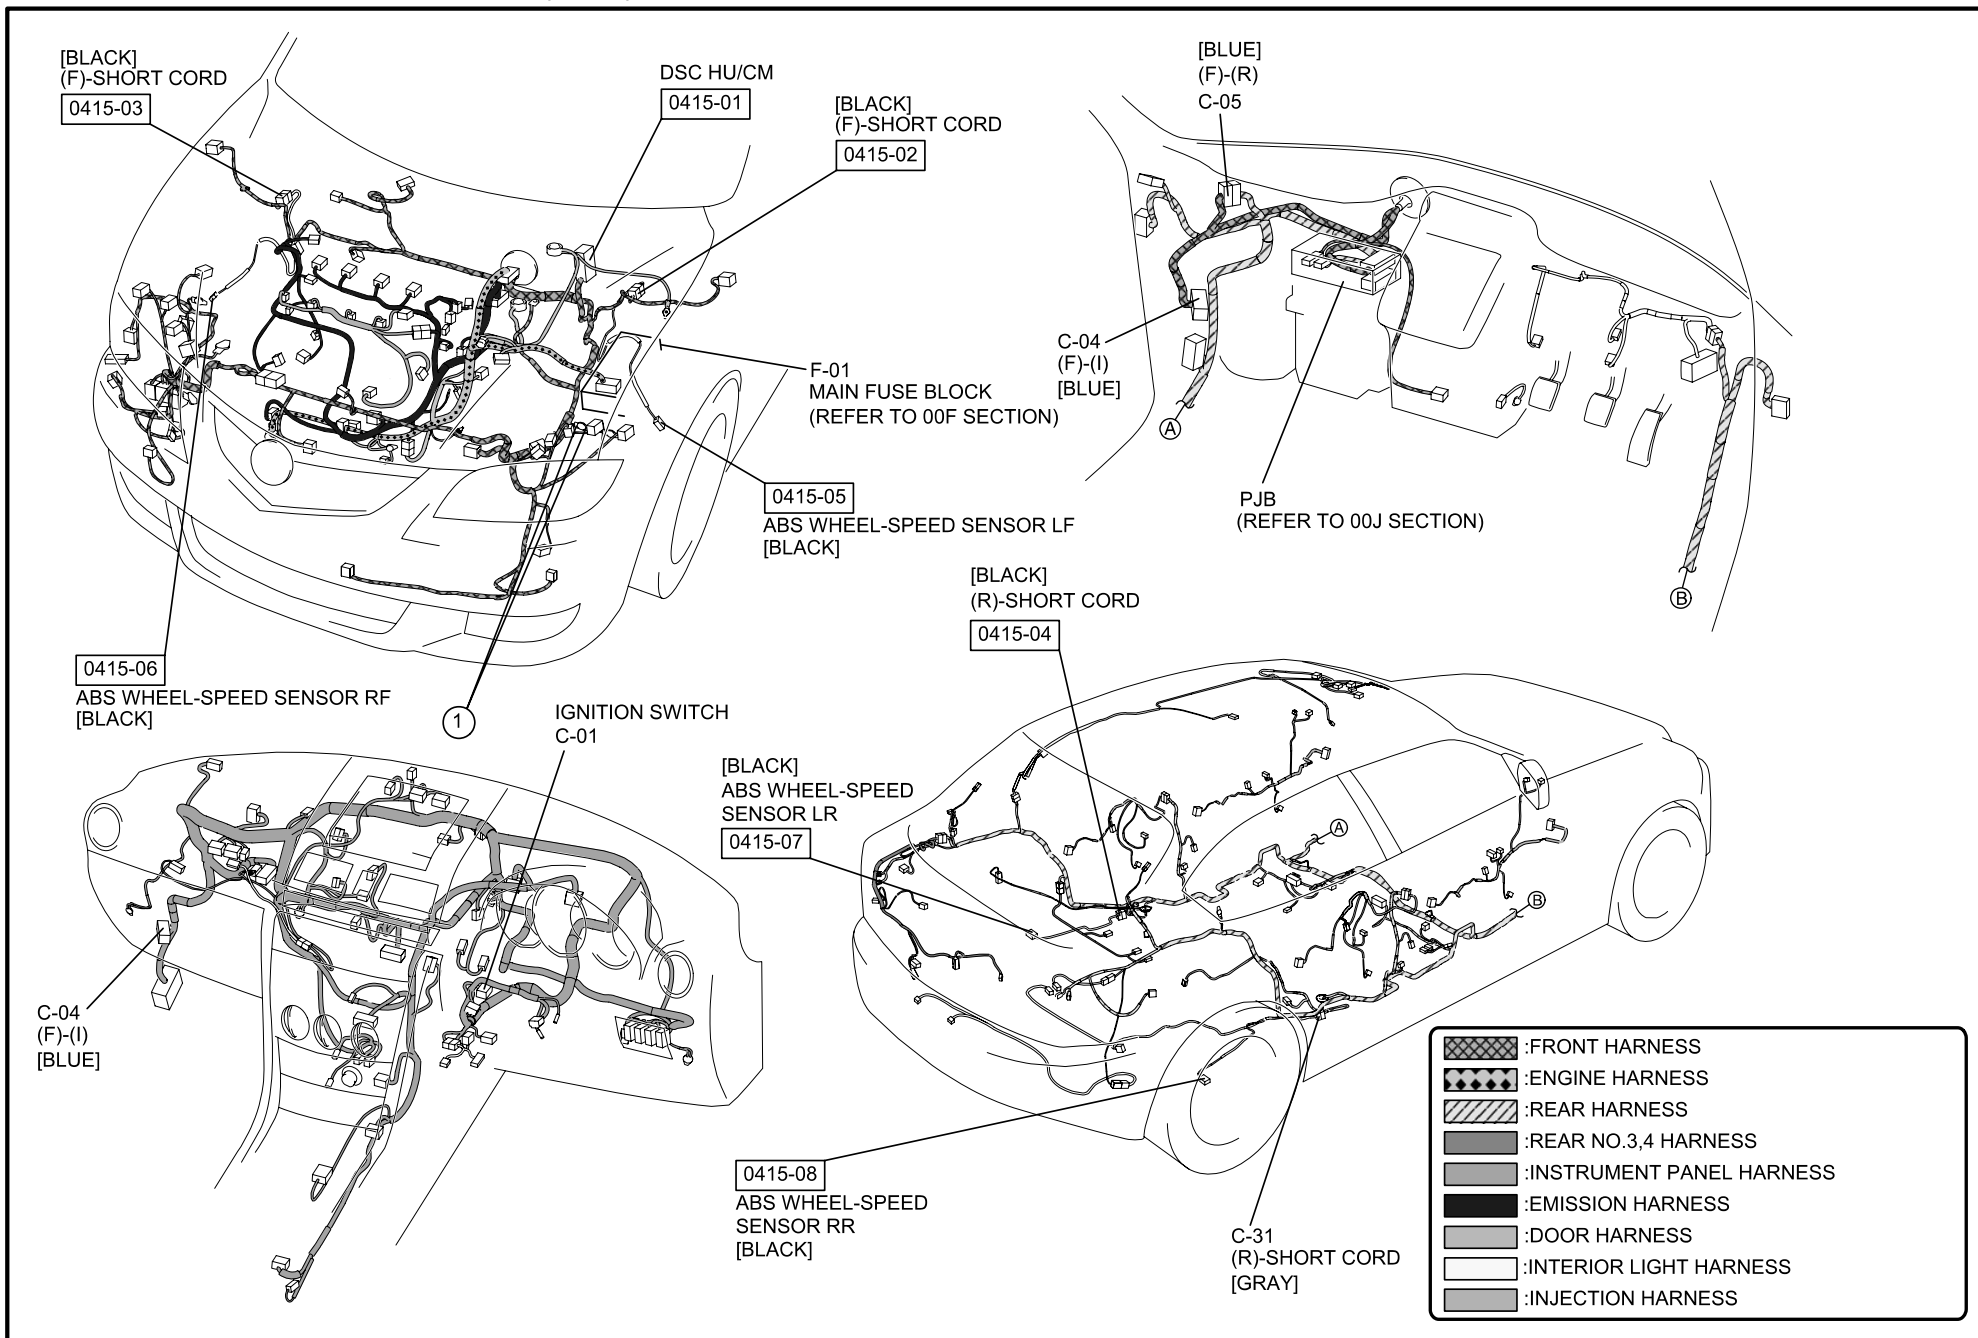 [BLACK]
(F)-SHORT CORD
0415-03
DSC HU/CM
0415-01
[BLACK]
(F)-SHORT CORD
0415-02
F-01
MAIN FUSE BLOCK
(REFER TO 00F SECTION)
0415-05
ABS WHEEL-SPEED SENSOR LF
[BLACK]
0415-06
ABS WHEEL-SPEED SENSOR RF
[BLACK]
1
[BLUE]
(F)-(R)
C-05
C-04
(F)-(I)
[BLUE]
A
PJB
(REFER TO 00J SECTION)
B
IGNITION SWITCH
C-01
C-04
(F)-(I)
[BLUE]
[BLACK]
(R)-SHORT CORD
0415-04
[BLACK]
ABS WHEEL-SPEED
SENSOR LR
0415-07
A
B
0415-08
ABS WHEEL-SPEED
SENSOR RR
[BLACK]
C-31
(R)-SHORT CORD
[GRAY]
:FRONT HARNESS
:ENGINE HARNESS
:REAR HARNESS
:REAR NO.3,4 HARNESS
:INSTRUMENT PANEL HARNESS
:EMISSION HARNESS
:DOOR HARNESS
:INTERIOR LIGHT HARNESS
:INJECTION HARNESS